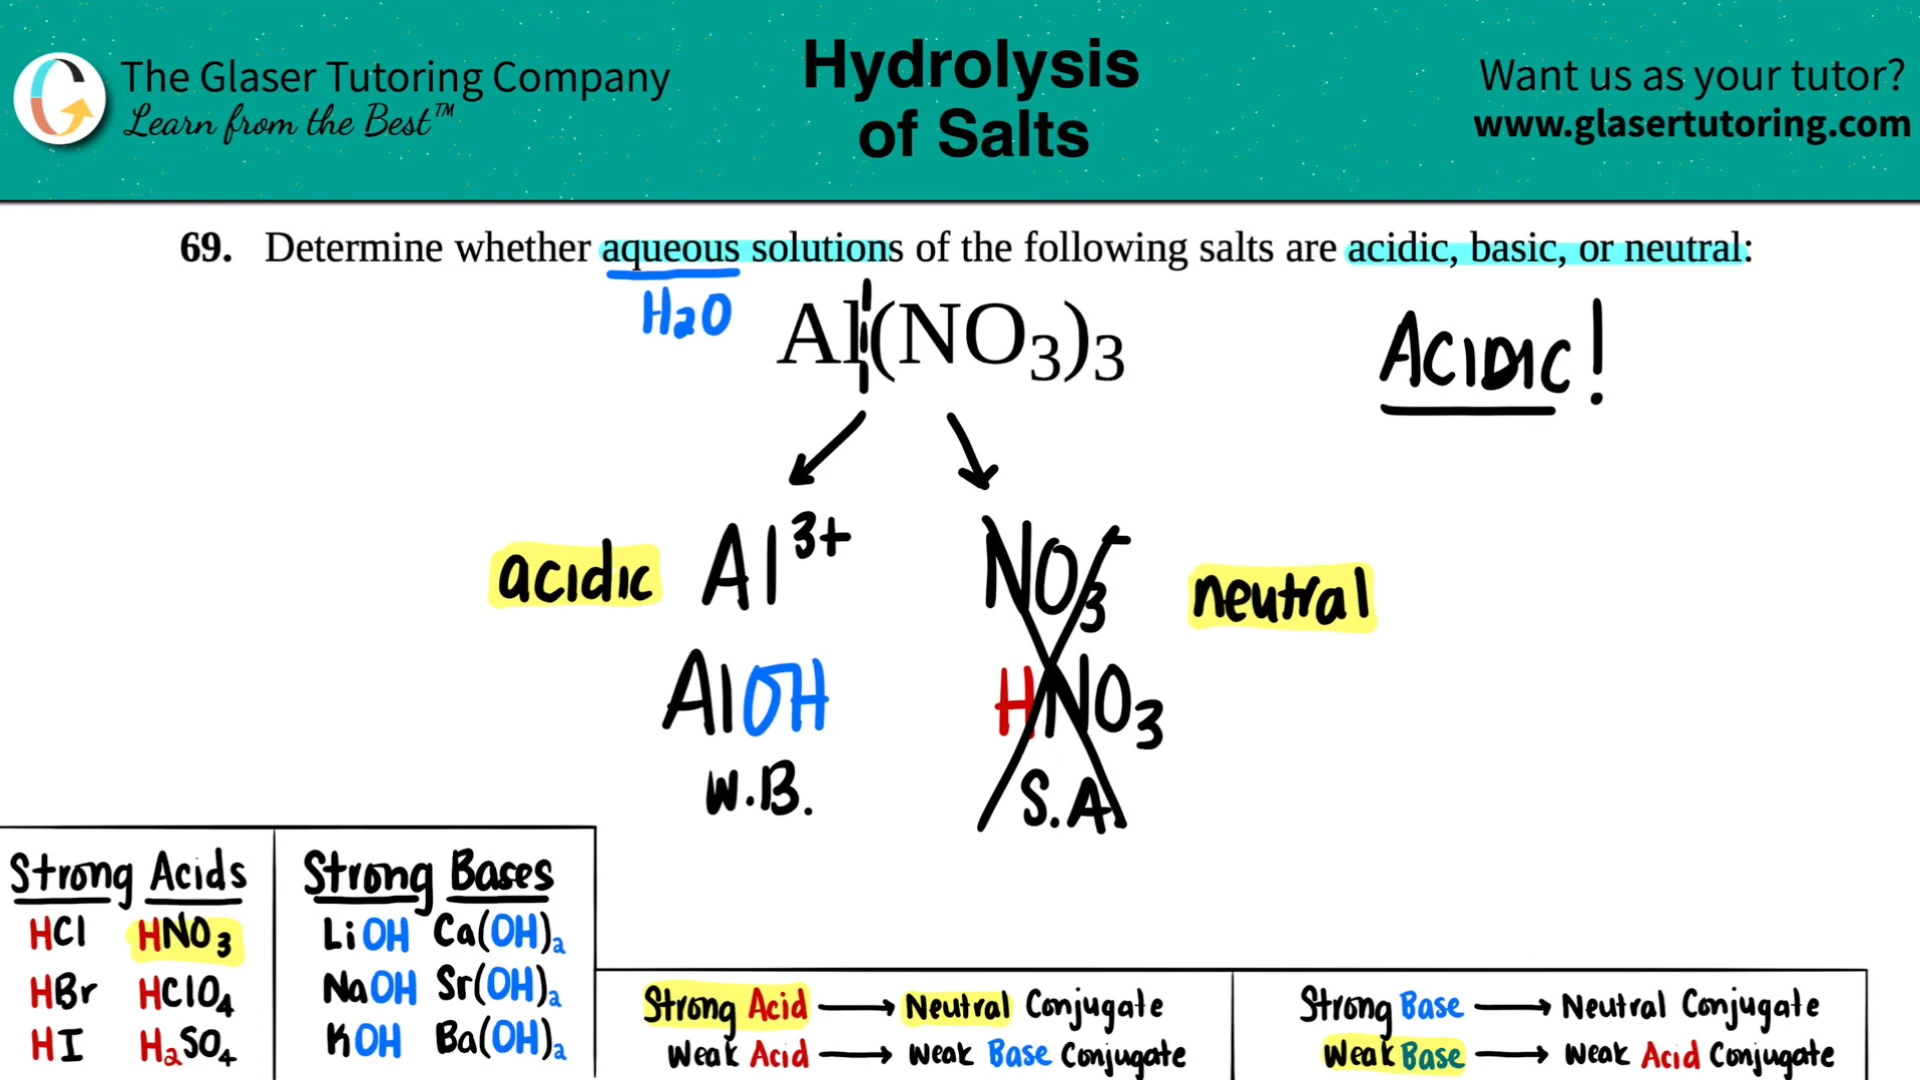 The Glaser Tutoring Company
Learn from the Best™
Hydrolysis
of Salts
Want us as your tutor?
www.glasertutoring.com
69. Determine whether aqueous solutions of the following salts are acidic, basic, or neutral:
H₂O
Al(NO₃)₃
ACIDIC!
acidic Al³⁺ NO₃⁻ neutral
AlOH HNO₃
W.B. S.A
Strong Acids
HCl HNO₃
HBr HClO₄
HI H₂SO₄
Strong Bases
LiOH Ca(OH)₂
NaOH Sr(OH)₂
KOH Ba(OH)₂
Strong Acid ⟶ Neutral Conjugate
Weak Acid ⟶ Weak Base Conjugate
Strong Base ⟶ Neutral Conjugate
Weak Base ⟶ Weak Acid Conjugate